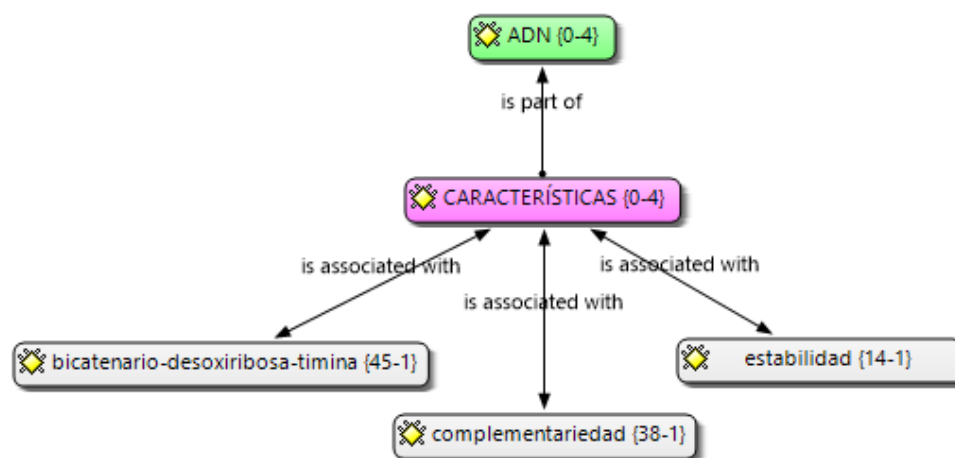 ADN {0-4}
is part of
CARACTERÍSTICAS {0-4}
is associated with
is associated with
is associated with
bicatenario-desoxiribosa-timina {45-1}
estabilidad {14-1}
complementariedad {38-1}